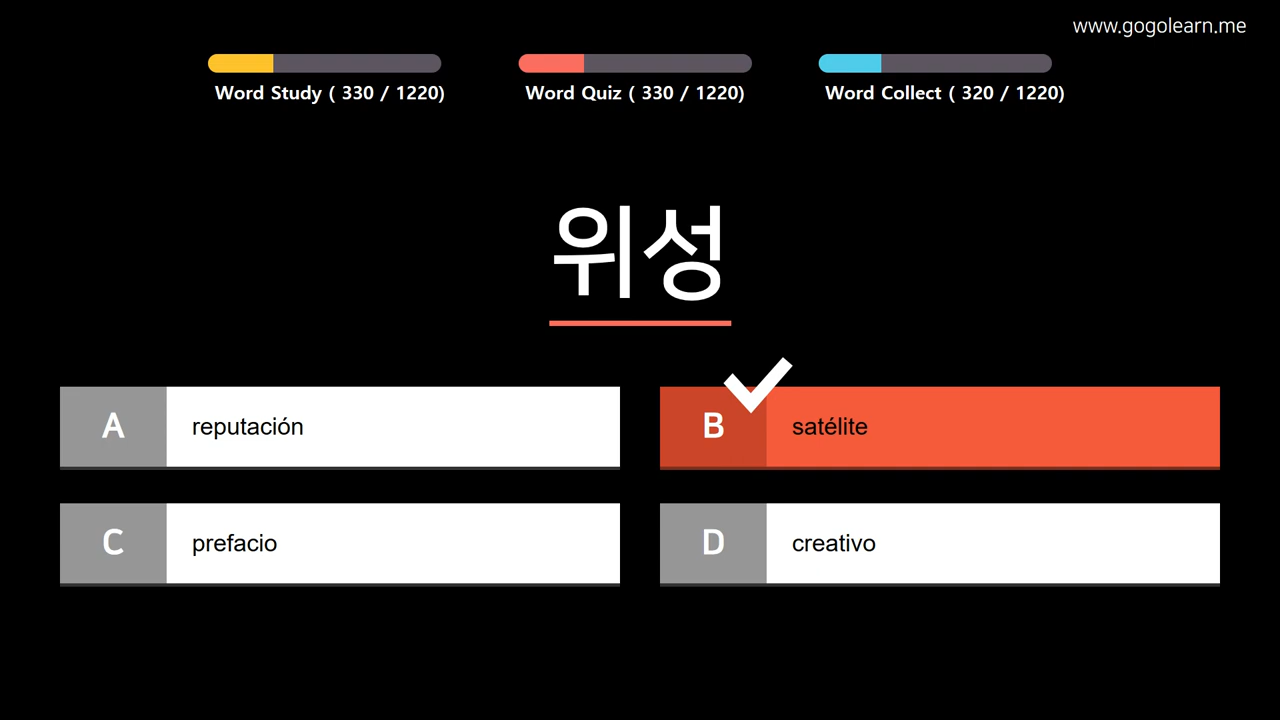 www.gogolearn.me
Word Study ( 330 / 1220)
Word Quiz ( 330 / 1220)
Word Collect ( 320 / 1220)
위성
A reputación
B satélite
C prefacio
D creativo